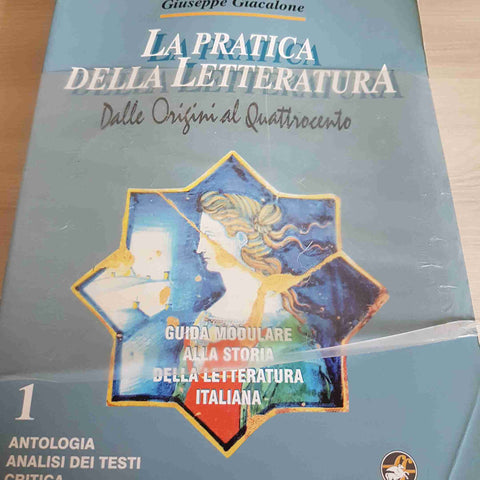 Giuseppe Giacalone
LA PRATICA
DELLA LETTERATURA
Dalle Origini al Quattrocento
GUIDA MODULARE
ALLA STORIA
DELLA LETTERATURA
ITALIANA
1
ANTOLOGIA
ANALISI DEI TESTI
CRITICA